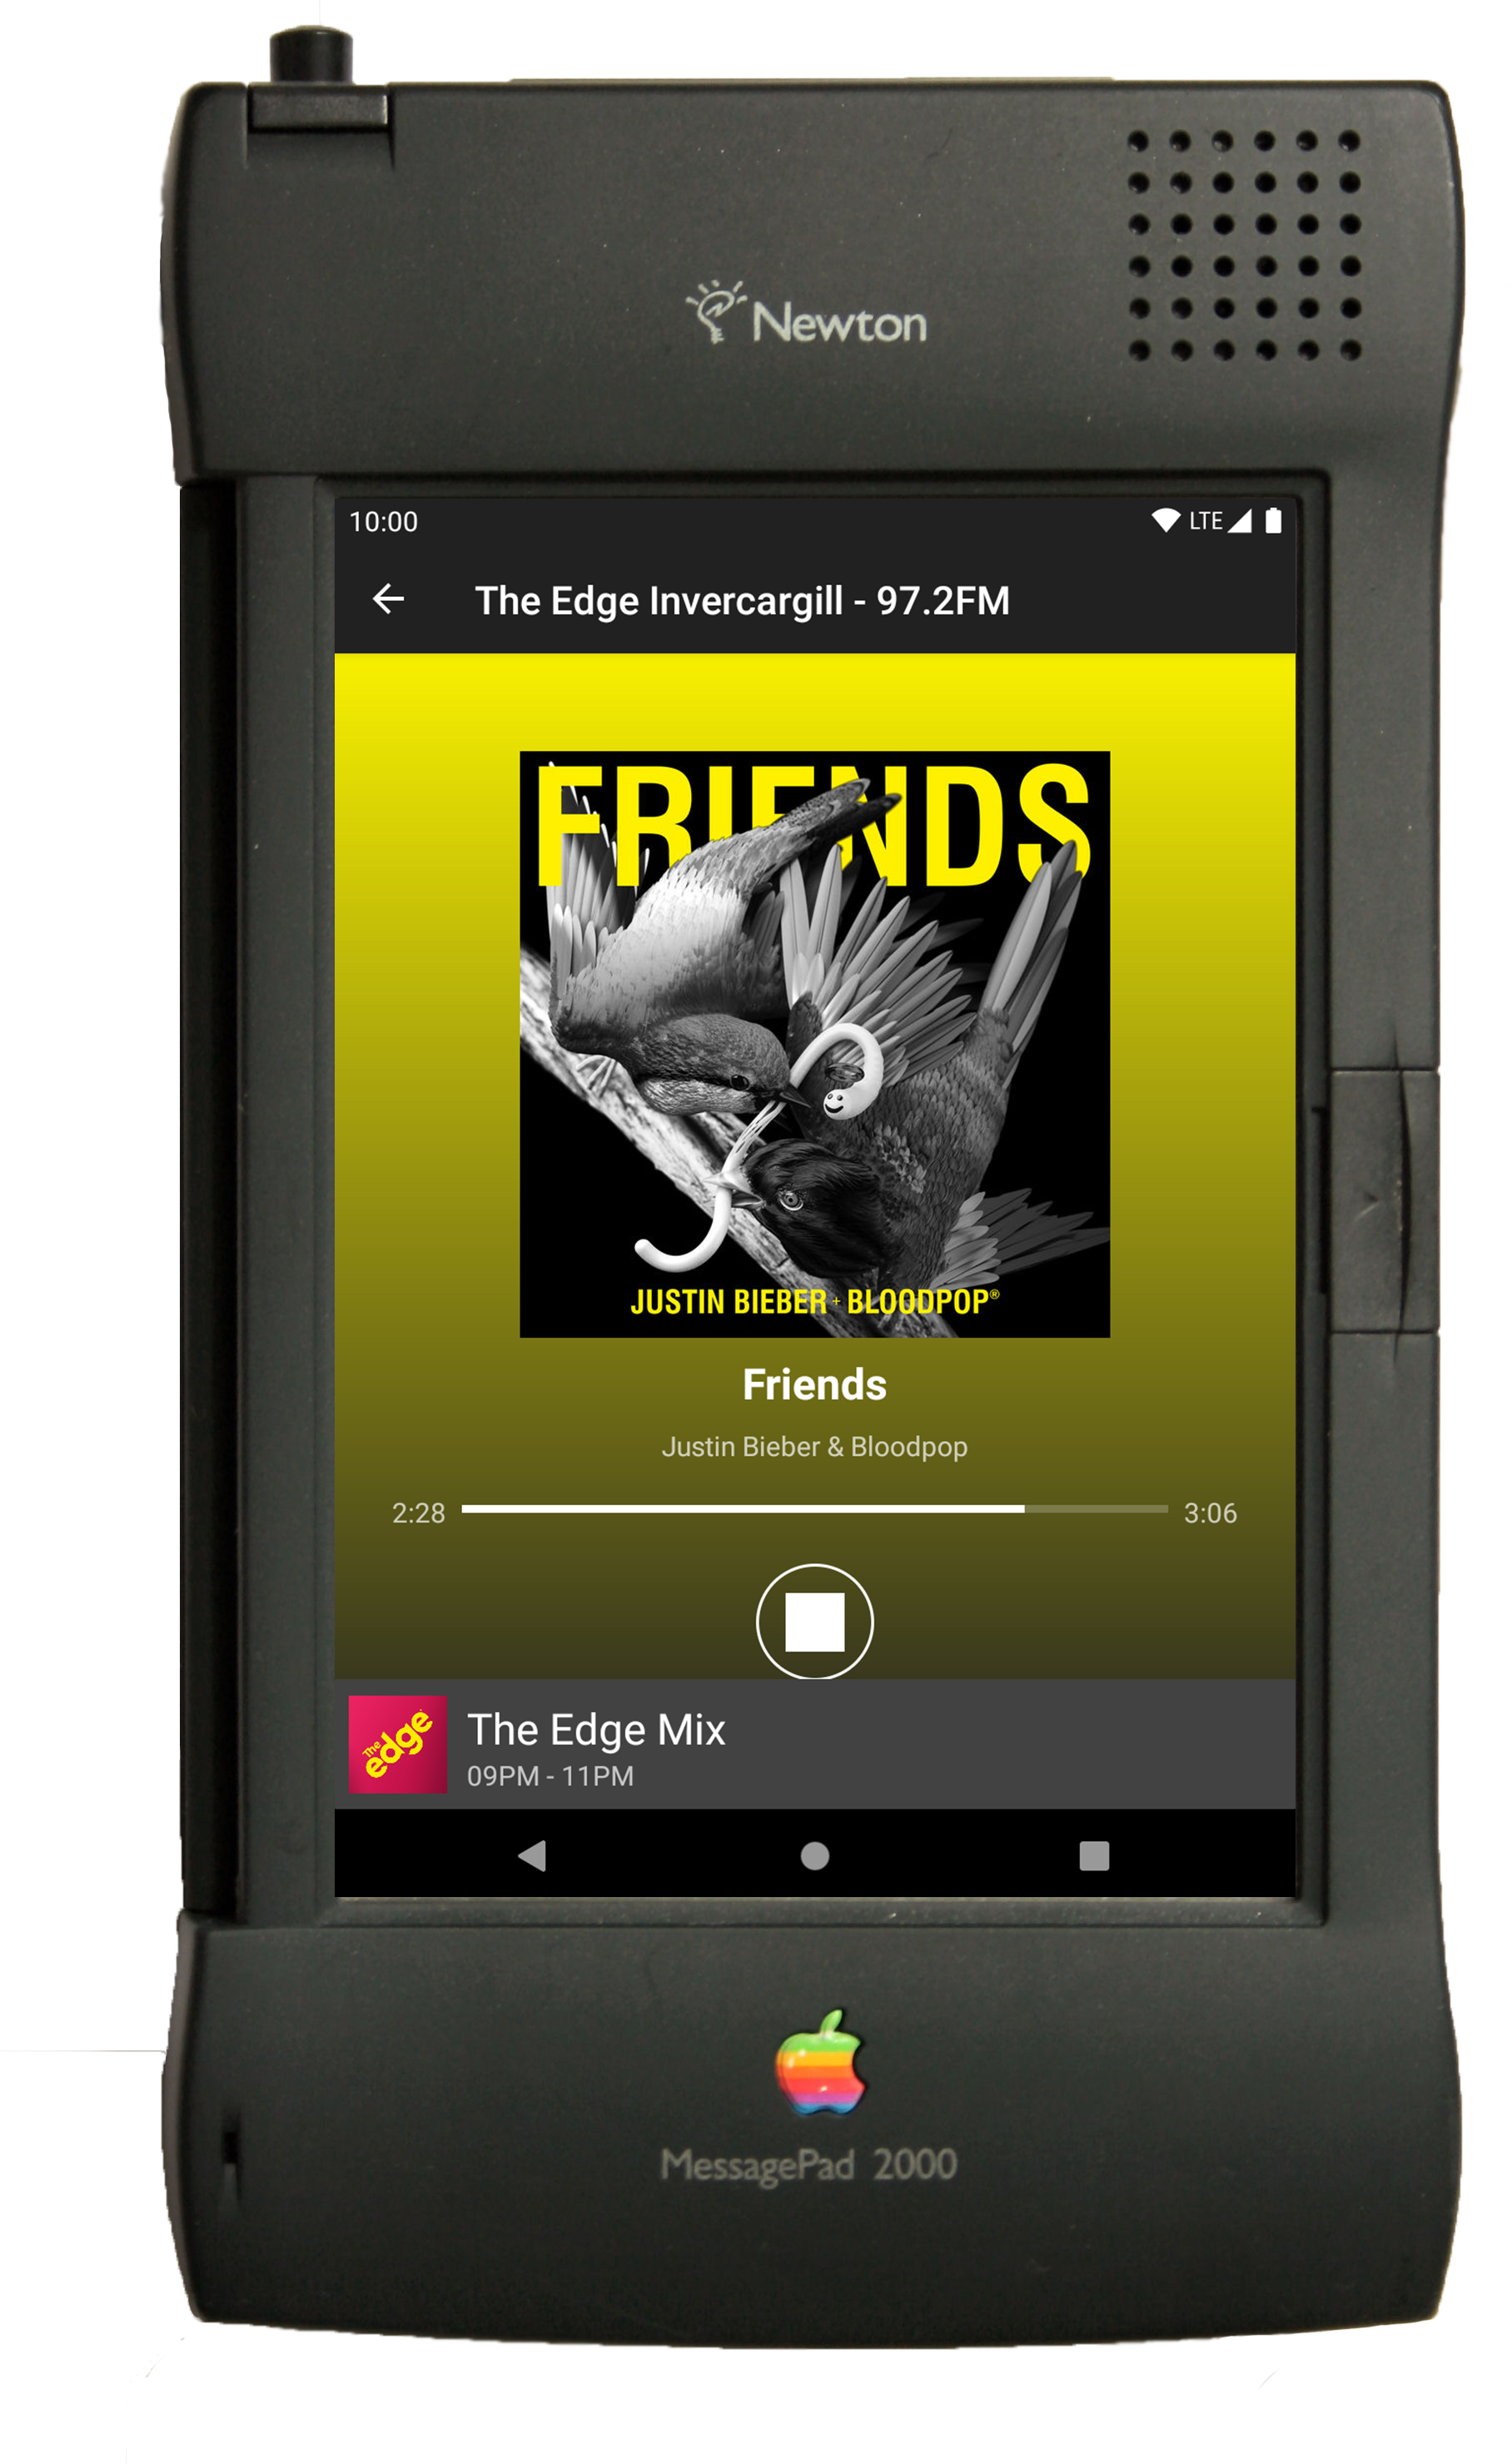 Newton
10:00 LTE
The Edge Invercargill - 97.2FM
FRIENDS
JUSTIN BIEBER + BLOODPOP®
Friends
Justin Bieber & Bloodpop
2:28 3:06
The edge
The Edge Mix
09PM - 11PM
MessagePad 2000